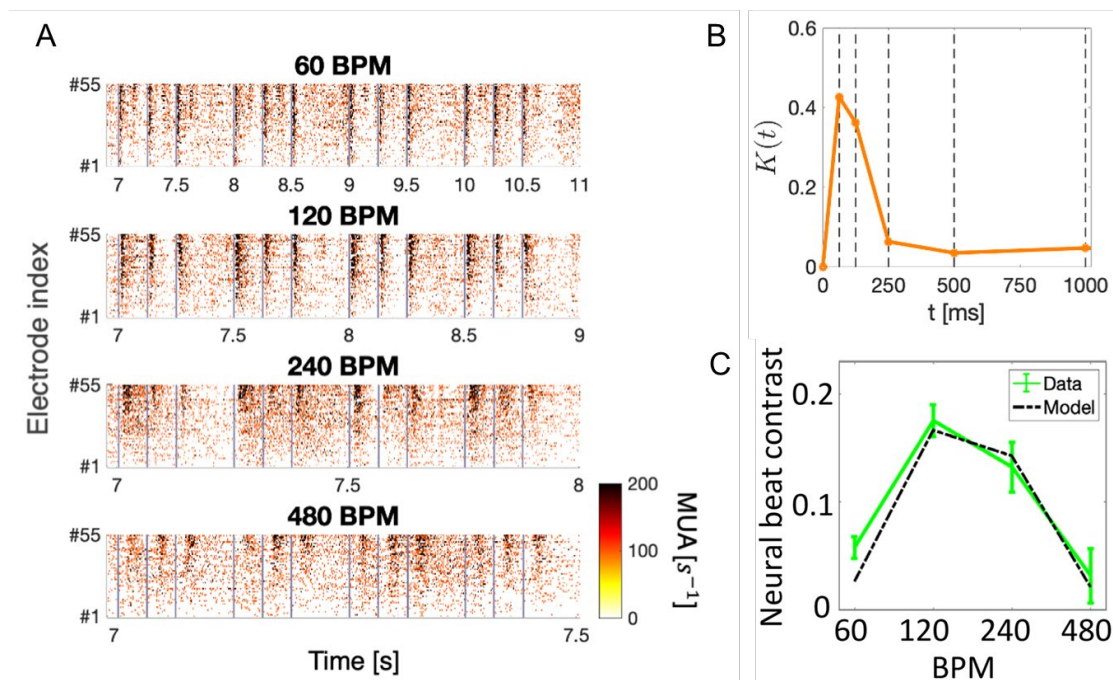 A
60 BPM
#55
#1
7 7.5 8 8.5 9 9.5 10 10.5 11
120 BPM
#55
#1
7 7.5 8 8.5 9
240 BPM
#55
#1
7 7.5 8
480 BPM
#55
#1
7 7.5
Electrode index
Time [s]
200
100
0
MUA [s⁻¹]
B
0.6
0.4
0.2
0
K(t)
0 250 500 750 1000
t [ms]
C
Data
Model
0.2
0.1
0
Neural beat contrast
60 120 240 480
BPM